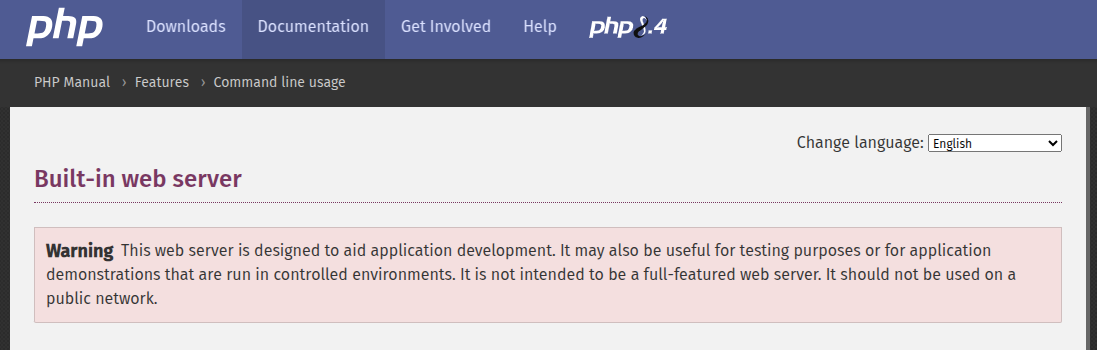 php Downloads Documentation Get Involved Help php8.4
PHP Manual › Features › Command line usage
Change language: English
Built-in web server
Warning This web server is designed to aid application development. It may also be useful for testing purposes or for application
demonstrations that are run in controlled environments. It is not intended to be a full-featured web server. It should not be used on a
public network.